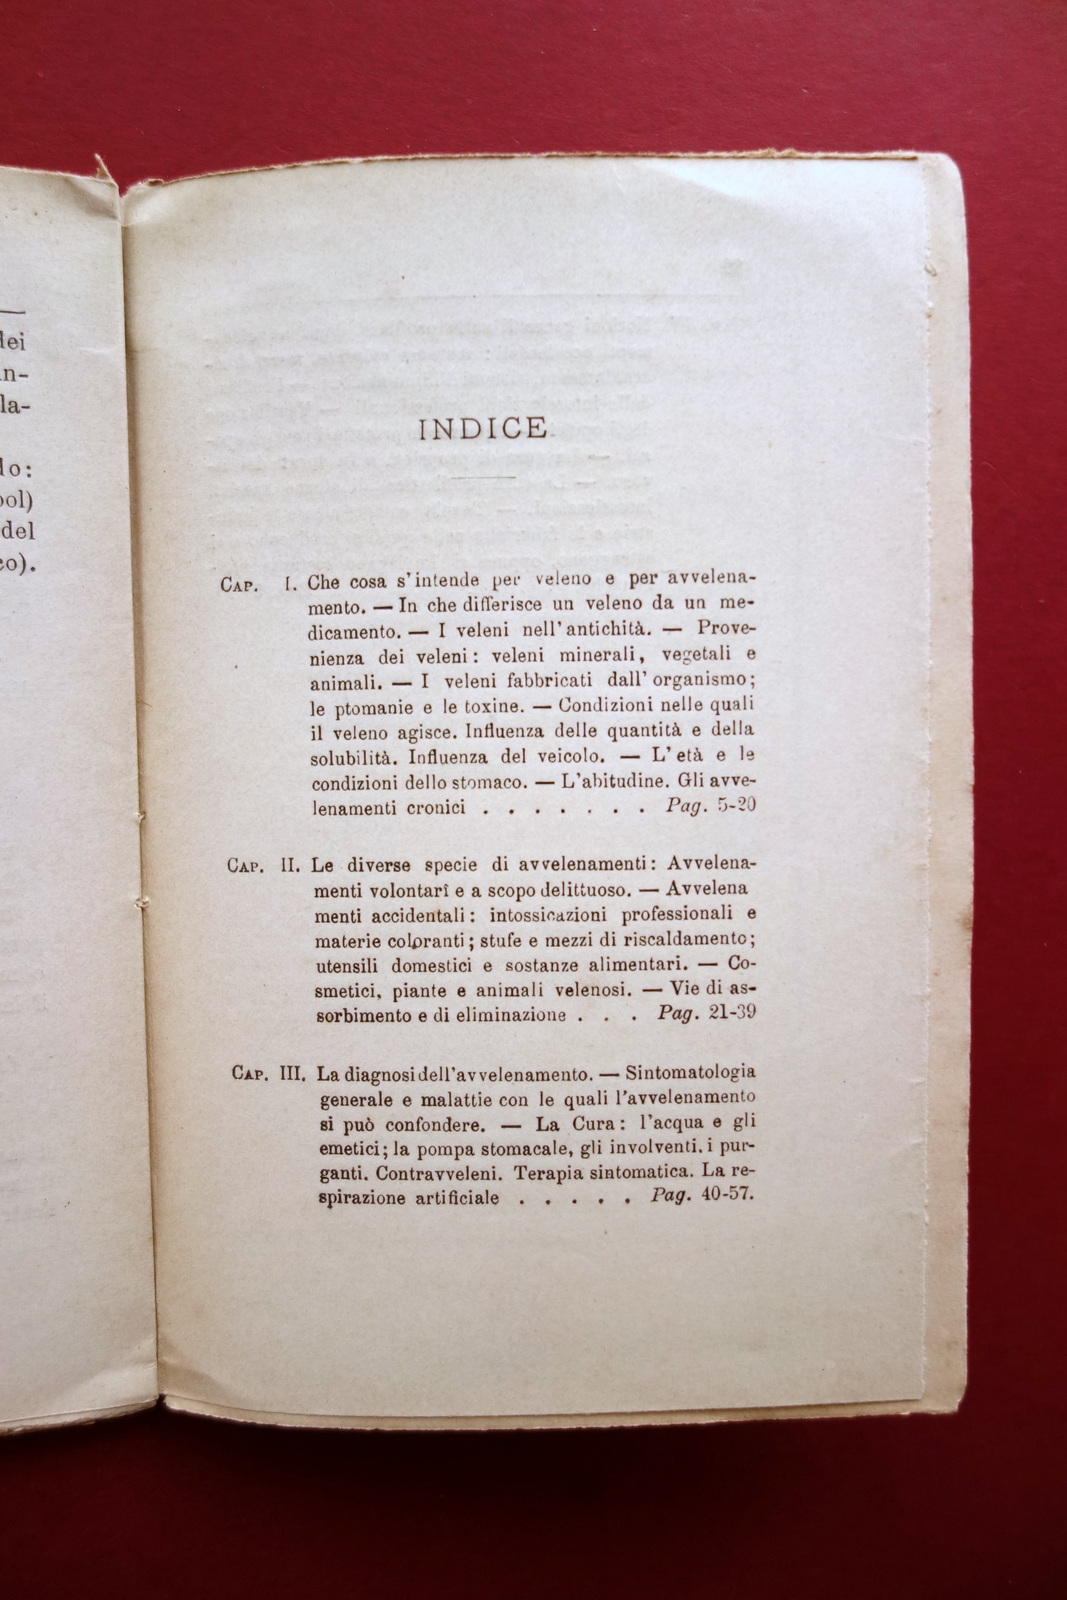 dei
an-
la-
do:
ool)
del
co).
INDICE
CAP. I. Che cosa s'intende per veleno e per avvelena-
mento. — In che differisce un veleno da un me-
dicamento. — I veleni nell'antichità. — Prove-
nienza dei veleni: veleni minerali, vegetali e
animali. — I veleni fabbricati dall'organismo;
le ptomanie e le toxine. — Condizioni nelle quali
il veleno agisce. Influenza delle quantità e della
solubilità. Influenza del veicolo. — L'età e le
condizioni dello stomaco. — L'abitudine. Gli avve-
lenamenti cronici . . . . . . . Pag. 5-20
CAP. II. Le diverse specie di avvelenamenti: Avvelena-
menti volontarî e a scopo delittuoso. — Avvelena
menti accidentali: intossicazioni professionali e
materie coloranti; stufe e mezzi di riscaldamento;
utensili domestici e sostanze alimentari. — Co-
smetici, piante e animali velenosi. — Vie di as-
sorbimento e di eliminazione . . . Pag. 21-39
CAP. III. La diagnosi dell'avvelenamento. — Sintomatologia
generale e malattie con le quali l'avvelenamento
si può confondere. — La Cura: l'acqua e gli
emetici; la pompa stomacale, gli involventi. i pur-
ganti. Contravveleni. Terapia sintomatica. La re-
spirazione artificiale . . . . . Pag. 40-57.